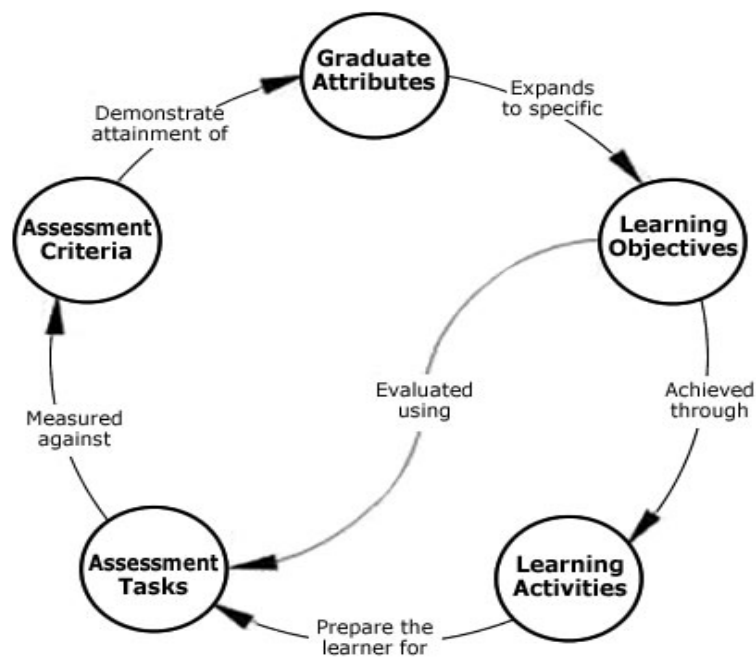 Graduate
Attributes
Expands
to specific
Learning
Objectives
Achieved
through
Learning
Activities
Prepare the
learner for
Assessment
Tasks
Measured
against
Assessment
Criteria
Demonstrate
attainment of
Evaluated
using